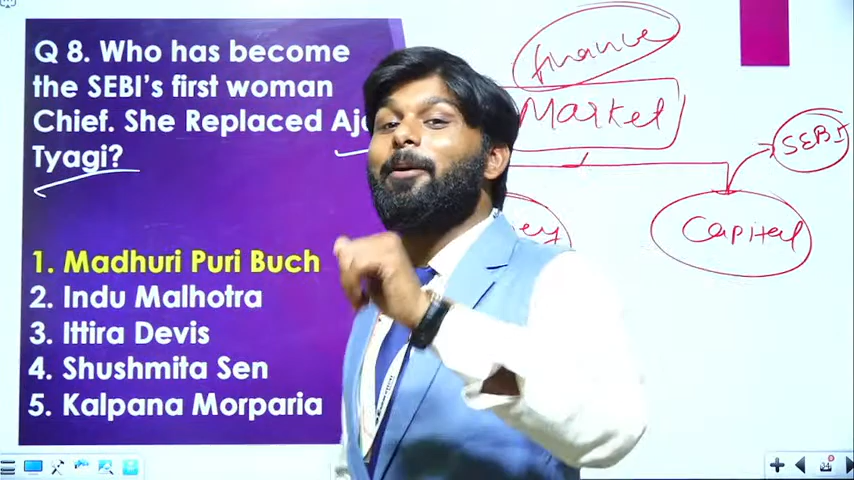 Q 8. Who has become
the SEBI's first woman
Chief. She Replaced Aj
Tyagi?
1. Madhuri Puri Buch
2. Indu Malhotra
3. Ittira Devis
4. Shushmita Sen
5. Kalpana Morparia
finance
Market
SEBI
Capital